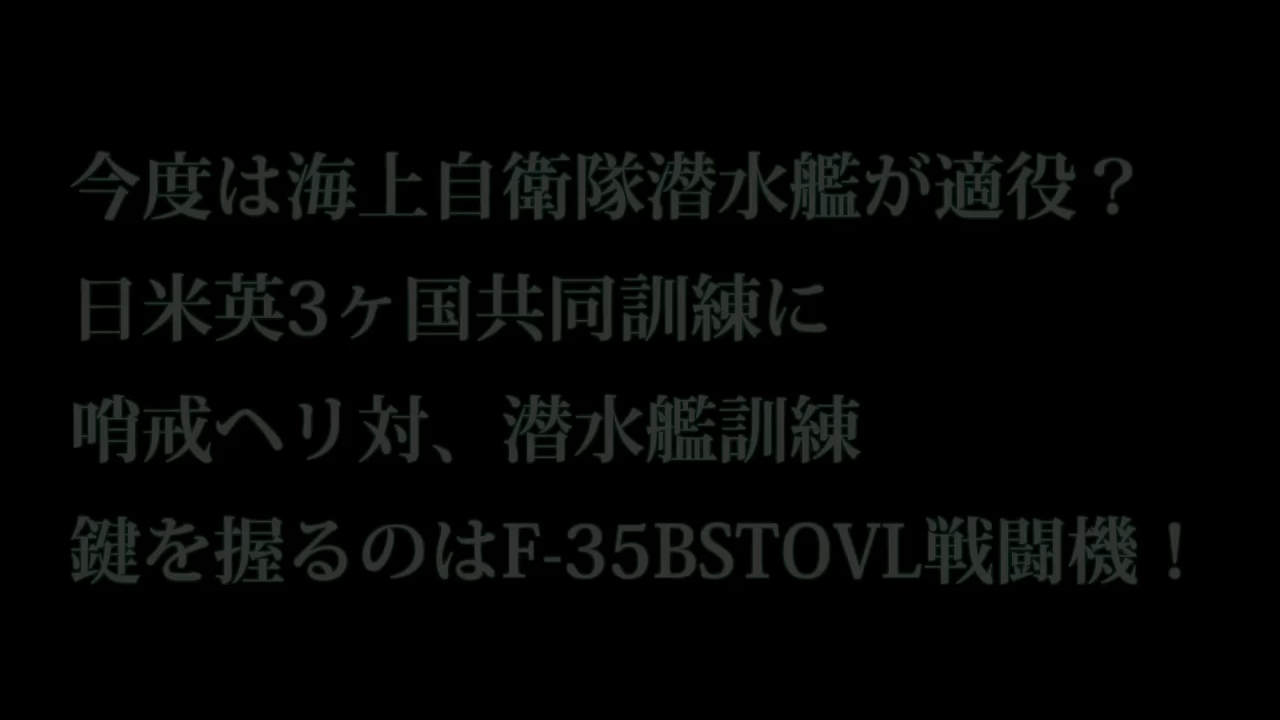 今度は海上自衛隊潜水艦が適役？
日米英3ヶ国共同訓練に
哨戒ヘリ対、潜水艦訓練
鍵を握るのはF-35BSTOVL戦闘機！